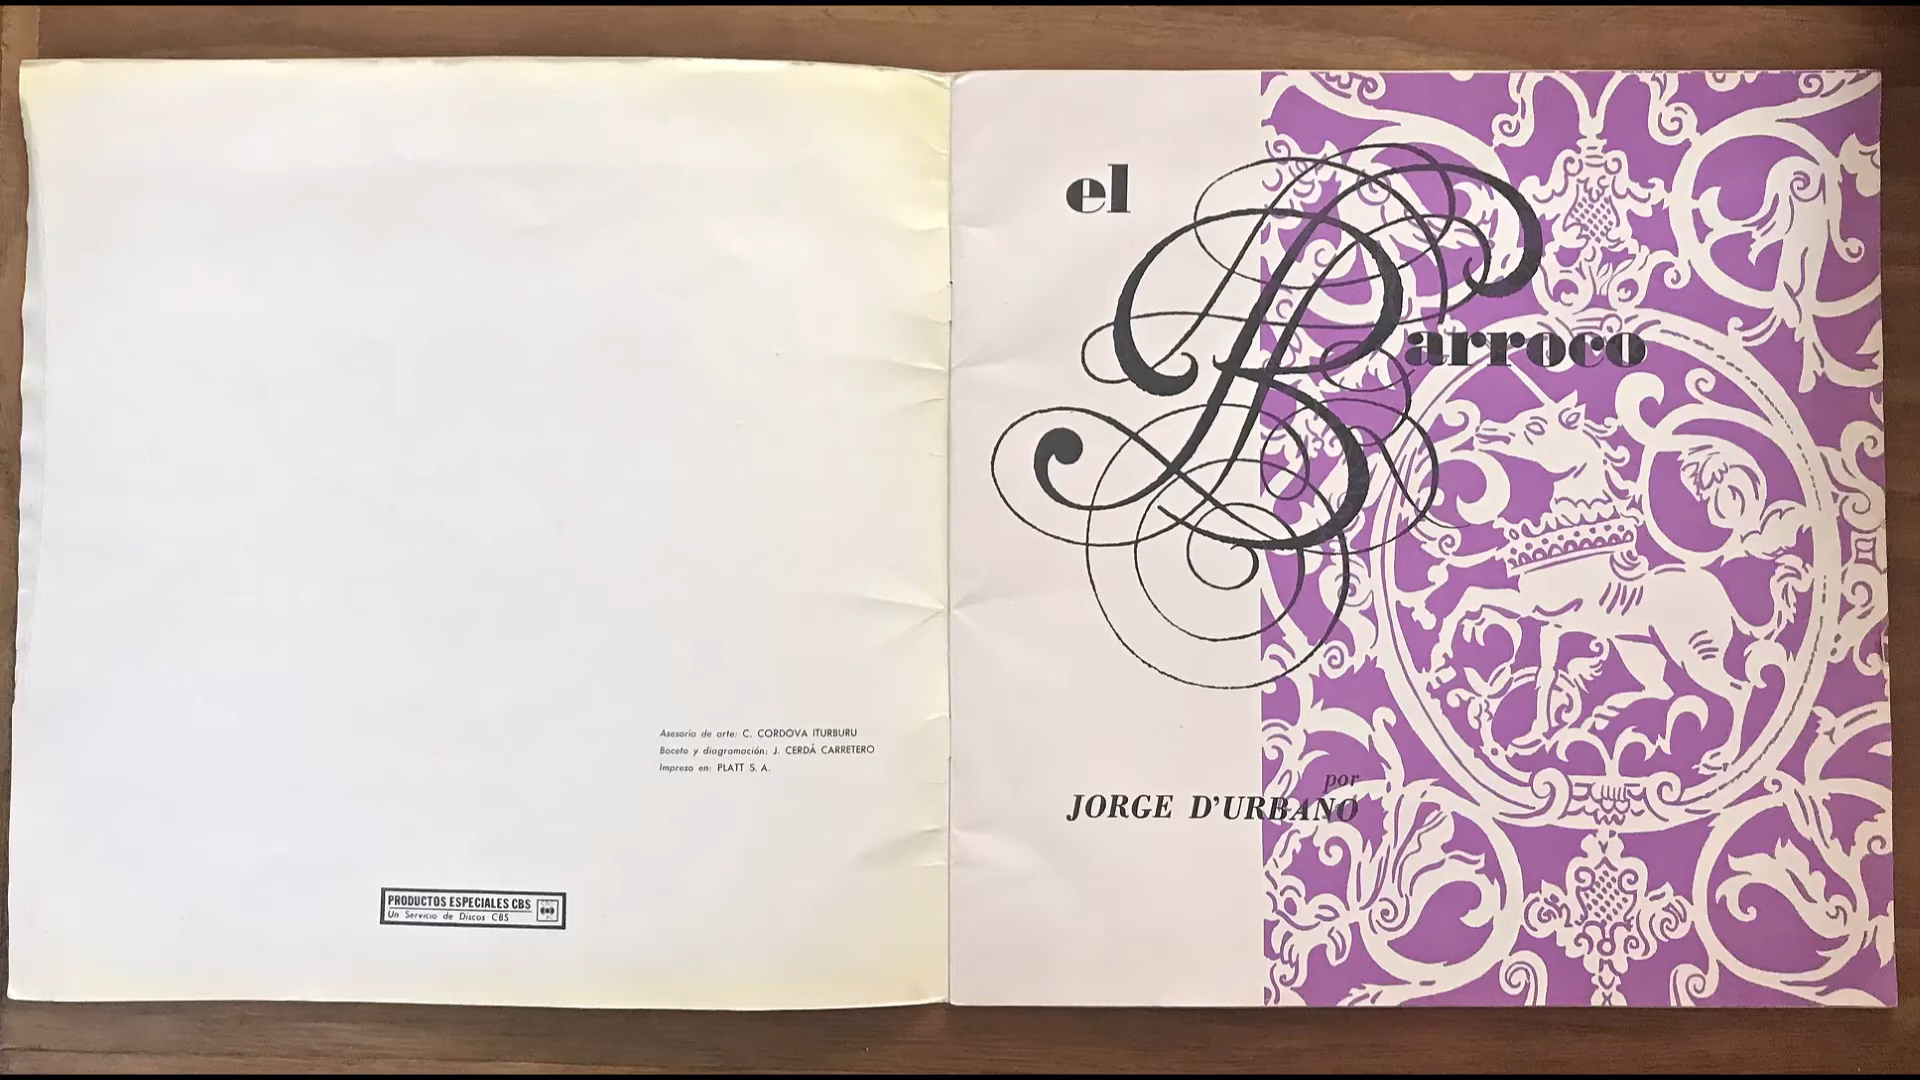 Asesoría de arte: C. CORDOVA ITURBURU
Boceto y diagramación: J. CERDÁ CARRETERO
Impreso en: PLATT S. A.
PRODUCTOS ESPECIALES CBS
Un Servicio de Discos CBS
el
Barroco
por
JORGE D'URBANO